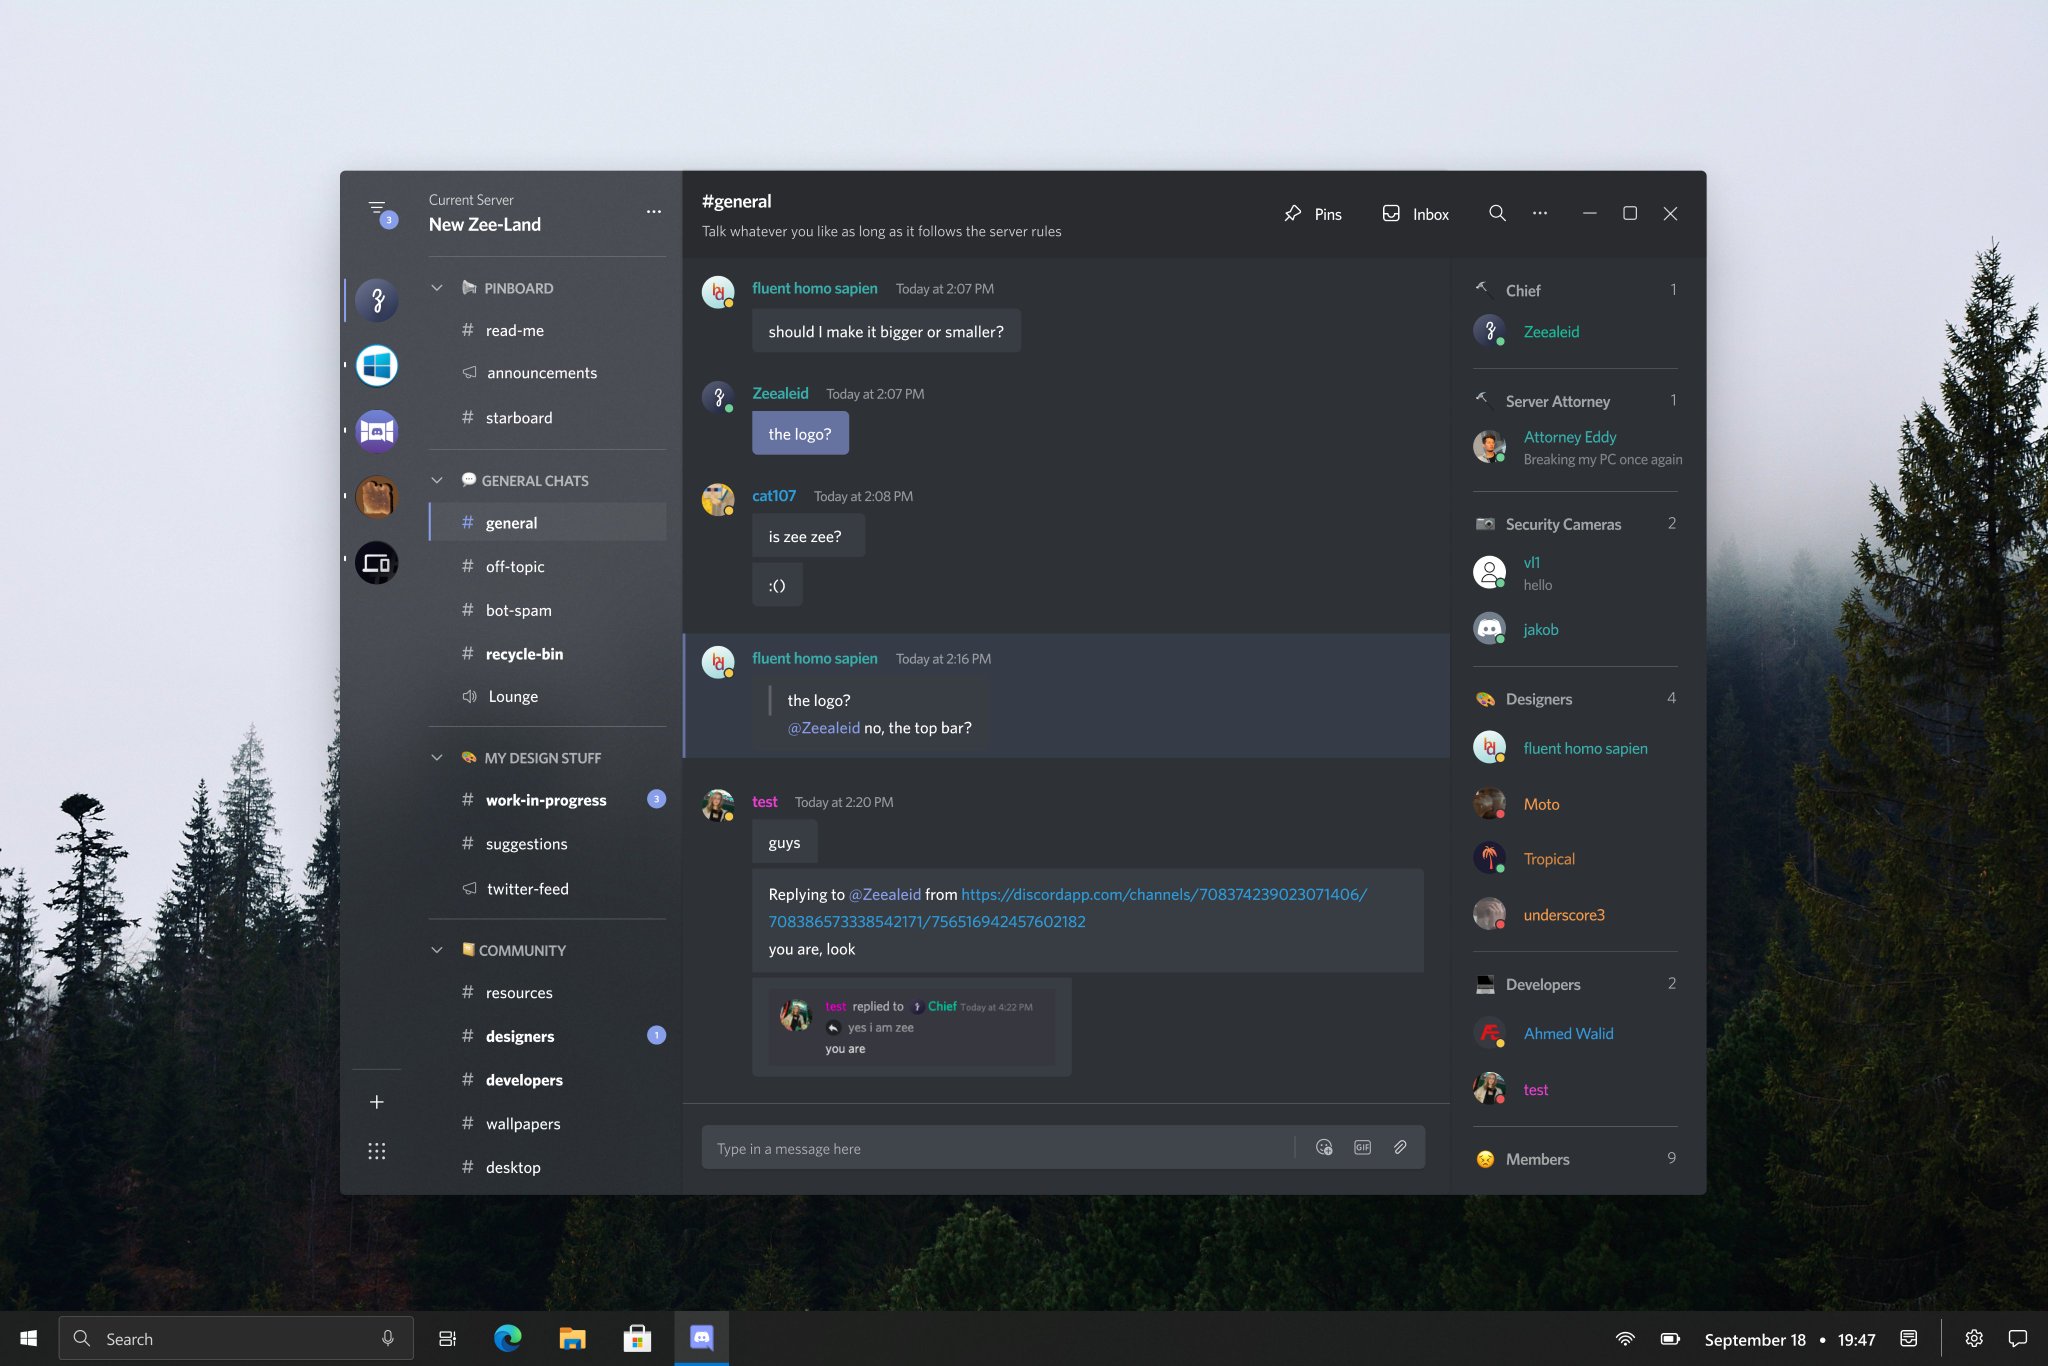 3
Current Server
New Zee-Land
PINBOARD
# read-me
announcements
# starboard
GENERAL CHATS
# general
# off-topic
# bot-spam
# recycle-bin
Lounge
MY DESIGN STUFF
# work-in-progress 3
# suggestions
twitter-feed
COMMUNITY
# resources
# designers 1
# developers
# wallpapers
# desktop
#general
Talk whatever you like as long as it follows the server rules
Pins
Inbox
fluent homo sapien Today at 2:07 PM
should I make it bigger or smaller?
Zeealeid Today at 2:07 PM
the logo?
cat107 Today at 2:08 PM
is zee zee?
:()
fluent homo sapien Today at 2:16 PM
the logo?
@Zeealeid no, the top bar?
test Today at 2:20 PM
guys
Replying to @Zeealeid from https://discordapp.com/channels/708374239023071406/
708386573338542171/756516942457602182
you are, look
test replied to Chief Today at 4:22 PM
yes i am zee
you are
Type in a message here
GIF
Chief 1
Zeealeid
Server Attorney 1
Attorney Eddy
Breaking my PC once again
Security Cameras 2
vl1
hello
jakob
Designers 4
fluent homo sapien
Moto
Tropical
underscore3
Developers 2
Ahmed Walid
test
Members 9
Search
September 18 • 19:47